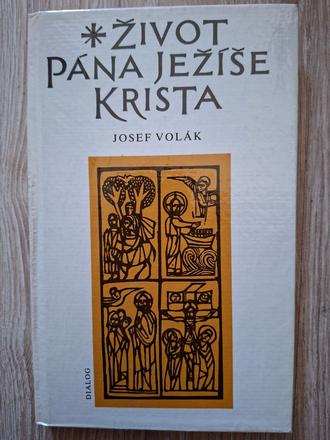 * ŽIVOT
PÁNA JEŽÍŠE
KRISTA
JOSEF VOLÁK
DIALOG